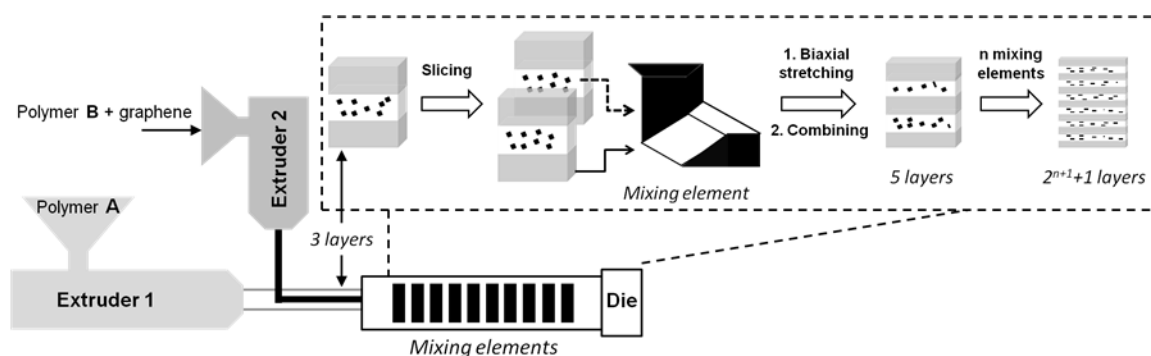 Slicing
1. Biaxial
stretching
2. Combining
n mixing
elements
Mixing element
5 layers
2ⁿ⁺¹+1 layers
Polymer B + graphene
Extruder 2
Polymer A
3 layers
Extruder 1
Die
Mixing elements